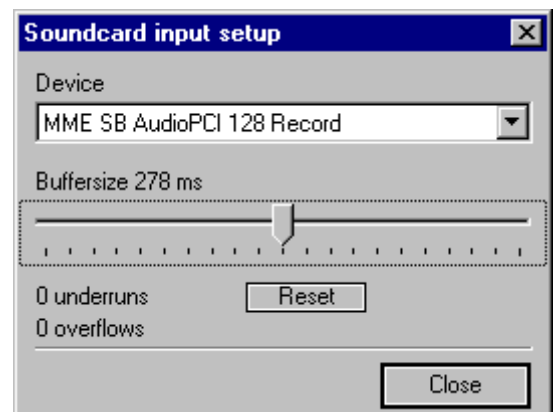 Soundcard input setup
Device
MME SB AudioPCI 128 Record
Buffersize 278 ms
0 underruns
Reset
0 overflows
Close